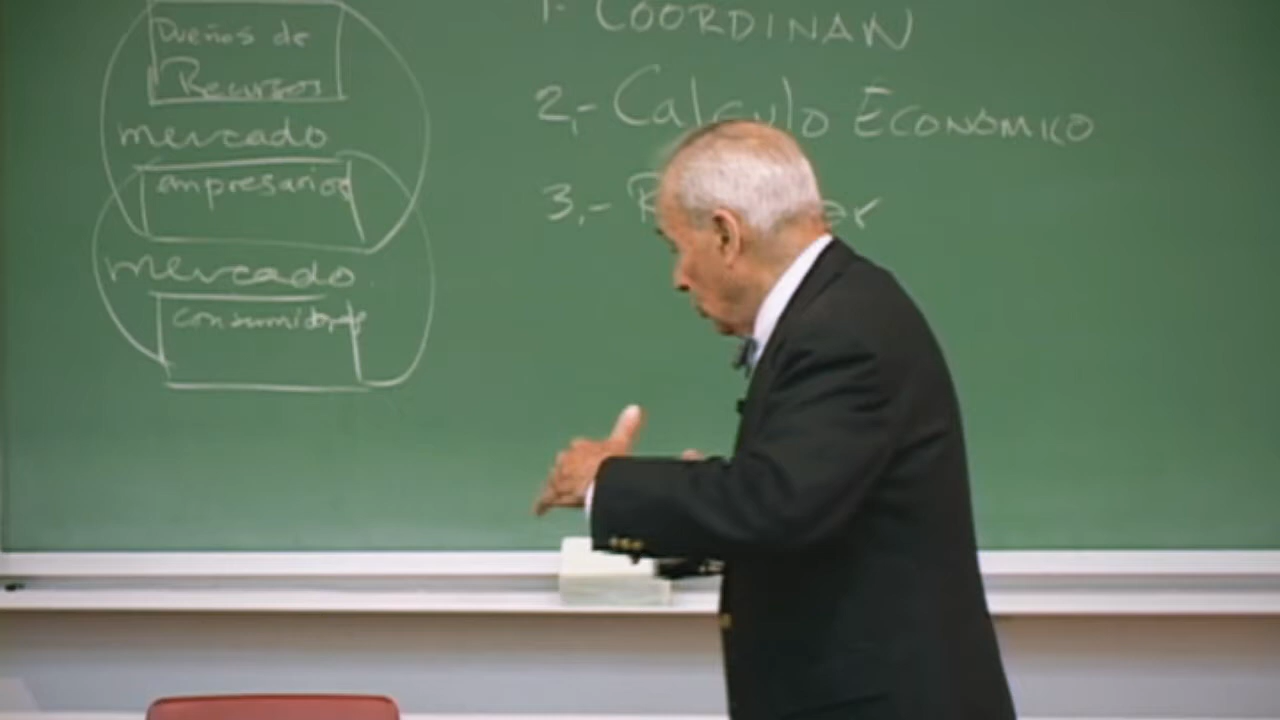 Dueños de
Recursos
mercado
empresarios
mercado
consumidores
1- COORDINAN
2,- Calculo ECONOMICO
3,-